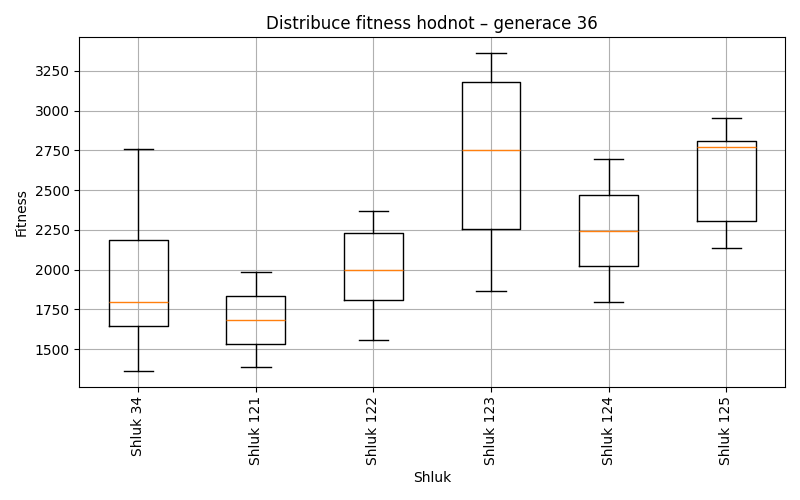 Distribuce fitness hodnot – generace 36
Fitness
3250
3000
2750
2500
2250
2000
1750
1500
Shluk 34
Shluk 121
Shluk 122
Shluk 123
Shluk 124
Shluk 125
Shluk